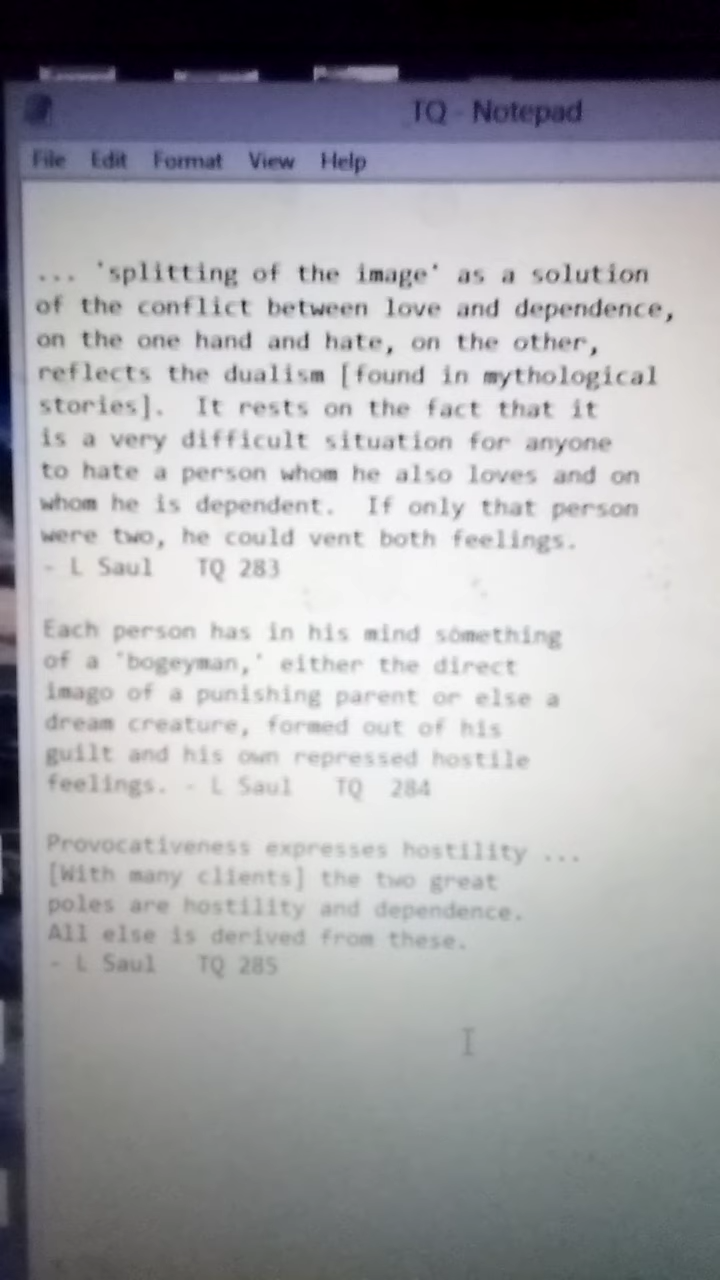 TQ - Notepad
File Edit Format View Help
... 'splitting of the image' as a solution
of the conflict between love and dependence,
on the one hand and hate, on the other,
reflects the dualism [found in mythological
stories].  It rests on the fact that it
is a very difficult situation for anyone
to hate a person whom he also loves and on
whom he is dependent.  If only that person
were two, he could vent both feelings.
- L Saul   TQ 283
Each person has in his mind something
of a 'bogeyman,' either the direct
imago of a punishing parent or else a
dream creature, formed out of his
guilt and his own repressed hostile
feelings. - L Saul   TQ  284
Provocativeness expresses hostility ...
[With many clients] the two great
poles are hostility and dependence.
All else is derived from these.
- L Saul   TQ 285